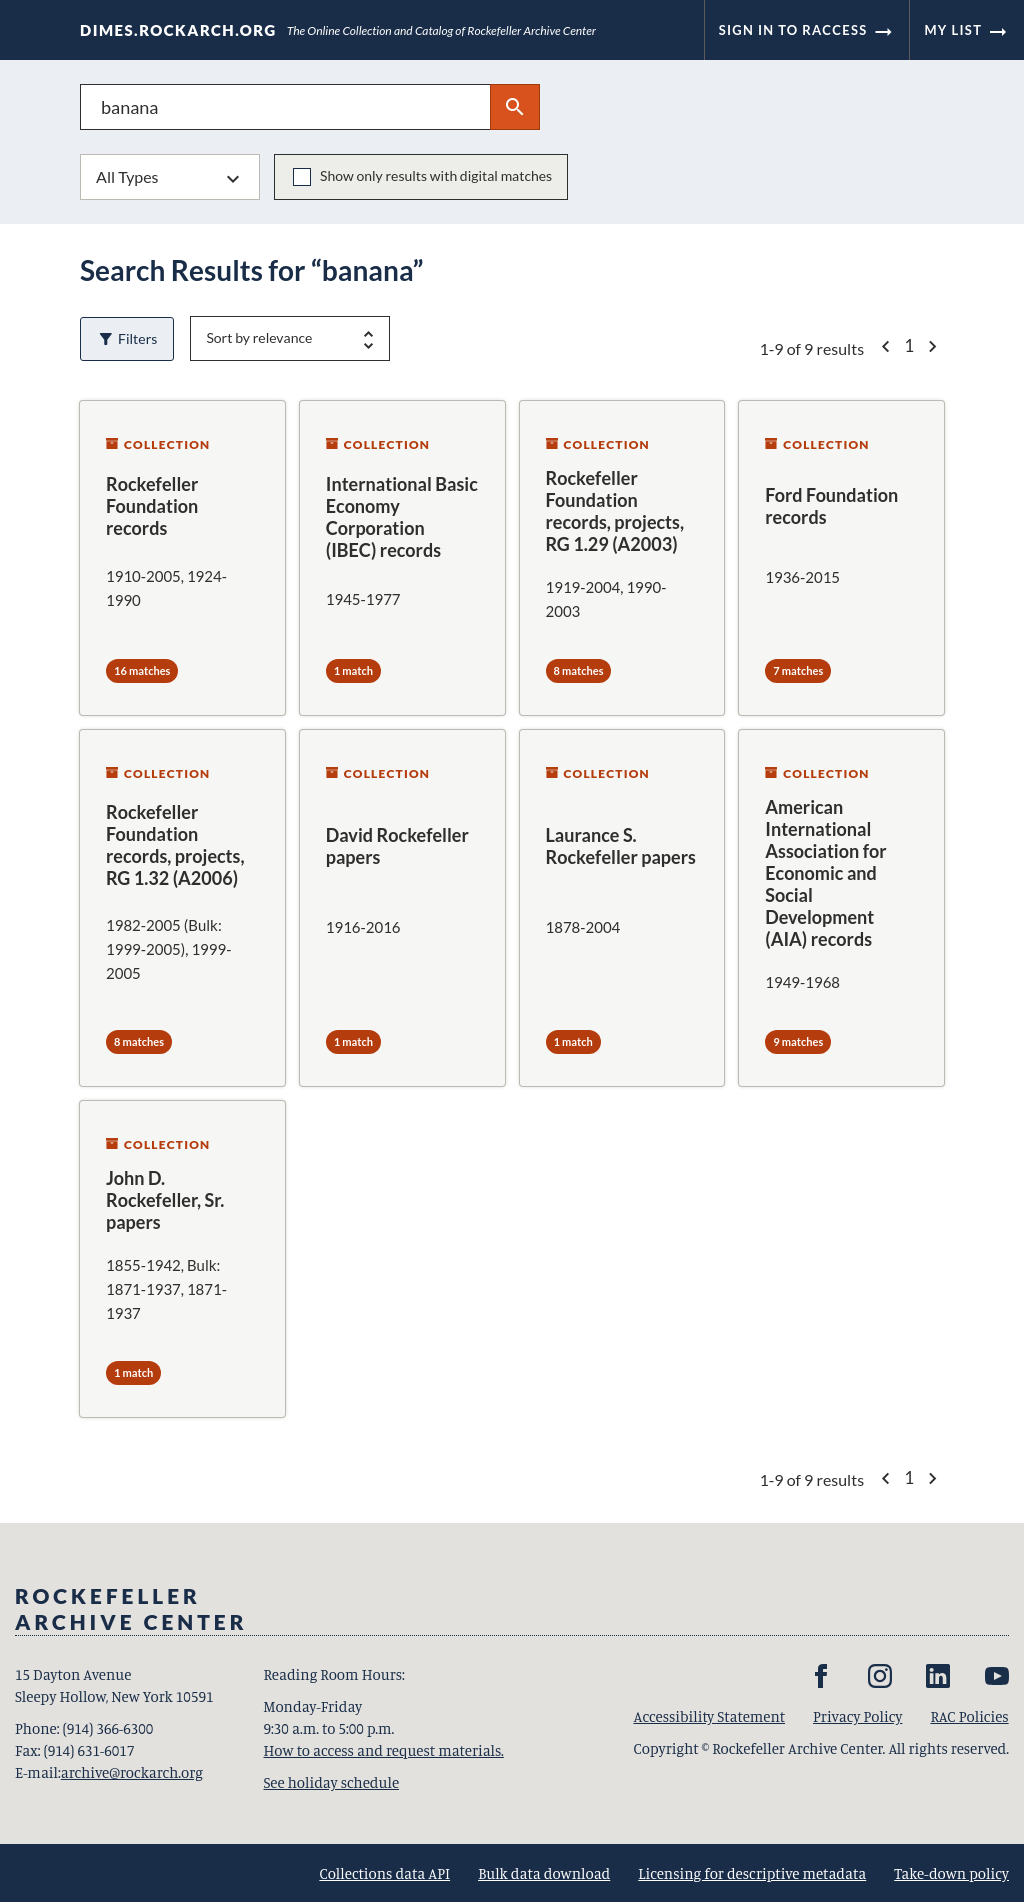 DIMES.ROCKARCH.ORG The Online Collection and Catalog of Rockefeller Archive Center SIGN IN TO RACCESS MY LIST
banana
All Types Show only results with digital matches
Search Results for “banana”
Filters Sort by relevance 1-9 of 9 results 1
COLLECTION
Rockefeller
Foundation
records
1910-2005, 1924-
1990
16 matches
COLLECTION
International Basic
Economy
Corporation
(IBEC) records
1945-1977
1 match
COLLECTION
Rockefeller
Foundation
records, projects,
RG 1.29 (A2003)
1919-2004, 1990-
2003
8 matches
COLLECTION
Ford Foundation
records
1936-2015
7 matches
COLLECTION
Rockefeller
Foundation
records, projects,
RG 1.32 (A2006)
1982-2005 (Bulk:
1999-2005), 1999-
2005
8 matches
COLLECTION
David Rockefeller
papers
1916-2016
1 match
COLLECTION
Laurance S.
Rockefeller papers
1878-2004
1 match
COLLECTION
American
International
Association for
Economic and
Social
Development
(AIA) records
1949-1968
9 matches
COLLECTION
John D.
Rockefeller, Sr.
papers
1855-1942, Bulk:
1871-1937, 1871-
1937
1 match
1-9 of 9 results 1
ROCKEFELLER
ARCHIVE CENTER
15 Dayton Avenue
Sleepy Hollow, New York 10591
Phone: (914) 366-6300
Fax: (914) 631-6017
E-mail:archive@rockarch.org
Reading Room Hours:
Monday-Friday
9:30 a.m. to 5:00 p.m.
How to access and request materials.
See holiday schedule
Accessibility Statement Privacy Policy RAC Policies
Copyright © Rockefeller Archive Center. All rights reserved.
Collections data API Bulk data download Licensing for descriptive metadata Take-down policy